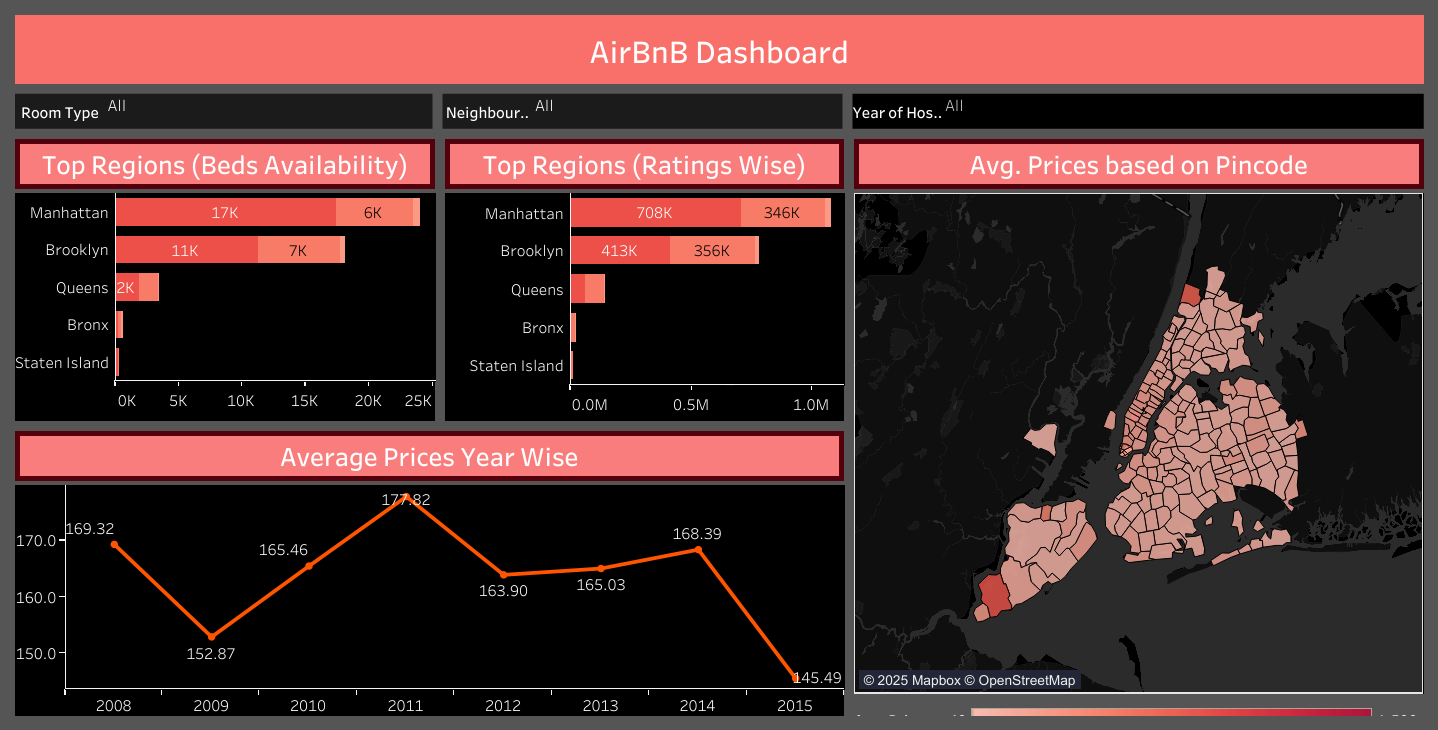 AirBnB Dashboard
Room Type All
Neighbour.. All
Year of Hos.. All
Top Regions (Beds Availability)
Manhattan 17K 6K
Brooklyn 11K 7K
Queens 2K
Bronx
Staten Island
0K 5K 10K 15K 20K 25K
Top Regions (Ratings Wise)
Manhattan 708K 346K
Brooklyn 413K 356K
Queens
Bronx
Staten Island
0.0M 0.5M 1.0M
Avg. Prices based on Pincode
© 2025 Mapbox © OpenStreetMap
Average Prices Year Wise
170.0
160.0
150.0
169.32
152.87
165.46
177.82
163.90
165.03
168.39
145.49
2008 2009 2010 2011 2012 2013 2014 2015